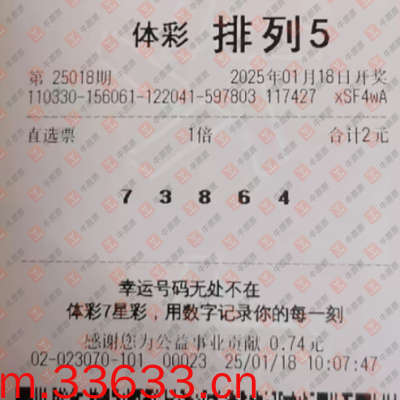 体彩 排列5
第 25018期 2025年01月18日开奖
110330-156061-122041-597803 117427 xSF4wA
直选票 1倍 合计2元
7 3 8 6 4
幸运号码无处不在
体彩7星彩，用数字记录你的每一刻
感谢您为公益事业贡献 0.74元
02-023070-101 00023 25/01/18 10:07:47
m.33633.cn